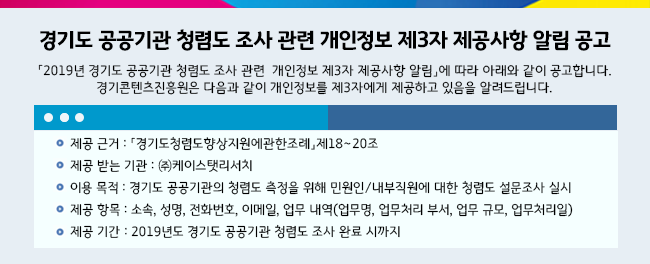 경기도 공공기관 청렴도 조사 관련 개인정보 제3자 제공사항 알림 공고
「2019년 경기도 공공기관 청렴도 조사 관련 개인정보 제3자 제공사항 알림」에 따라 아래와 같이 공고합니다.
경기콘텐츠진흥원은 다음과 같이 개인정보를 제3자에게 제공하고 있음을 알려드립니다.
제공 근거 : 「경기도청렴도향상지원에관한조례」제18~20조
제공 받는 기관 : ㈜케이스탯리서치
이용 목적 : 경기도 공공기관의 청렴도 측정을 위해 민원인/내부직원에 대한 청렴도 설문조사 실시
제공 항목 : 소속, 성명, 전화번호, 이메일, 업무 내역(업무명, 업무처리 부서, 업무 규모, 업무처리일)
제공 기간 : 2019년도 경기도 공공기관 청렴도 조사 완료 시까지